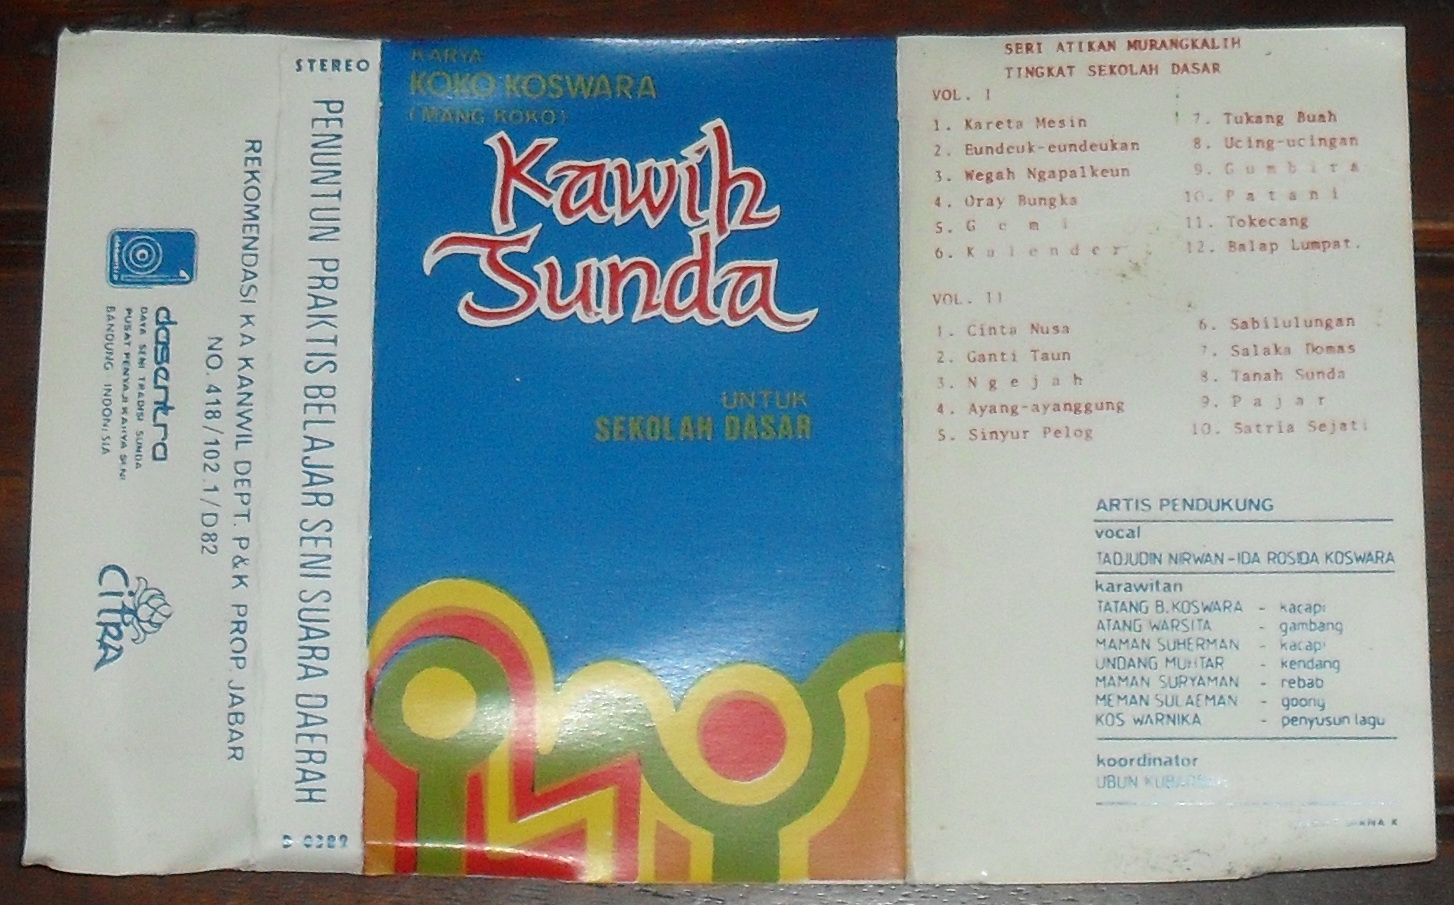 STEREO
PENUNTUN PRAKTIS BELAJAR SENI SUARA DAERAH
REKOMENDASI KA KANWIL DEPT. P&K PROP. JABAR
NO. 418/102.1/D82
dasentra
DAYA SENI TRADISI SUNDA
PUSAT PENYAJI KARYA SENI
BANDUNG INDONESIA
CITRA
KARYA
KOKO KOSWARA
(MANG KOKO)
Kawih
Sunda
UNTUK
SEKOLAH DASAR
SERI ATIKAN MURANGKALIH
TINGKAT SEKOLAH DASAR
VOL. I
1. Kareta Mesin
2. Eundeuk-eundeukan
3. Wegah Ngapalkeun
4. Oray Bungka
5. G e m i
6. K a l e n d e r
7. Tukang Buah
8. Ucing-ucingan
9. G u m b i r a
10. P a t a n i
11. Tokecang
12. Balap Lumpat.
VOL. II
1. Cinta Nusa
2. Ganti Taun
3. N g e j a h
4. Ayang-ayanggung
5. Sinyur Pelog
6. Sabilulungan
7. Salaka Domas
8. Tanah Sunda
9. P a j a r
10. Satria Sejati
ARTIS PENDUKUNG
vocal
TADJUDIN NIRWAN - IDA ROSIDA KOSWARA
karawitan
TATANG B. KOSWARA - kacapi
ATANG WARSITA - gambang
MAMAN SUHERMAN - kacapi
UNDANG MUHTAR - kendang
MAMAN SURYAMAN - rebab
MEMAN SULAEMAN - goong
KOS WARNIKA - penyusun lagu
koordinator
UBUN